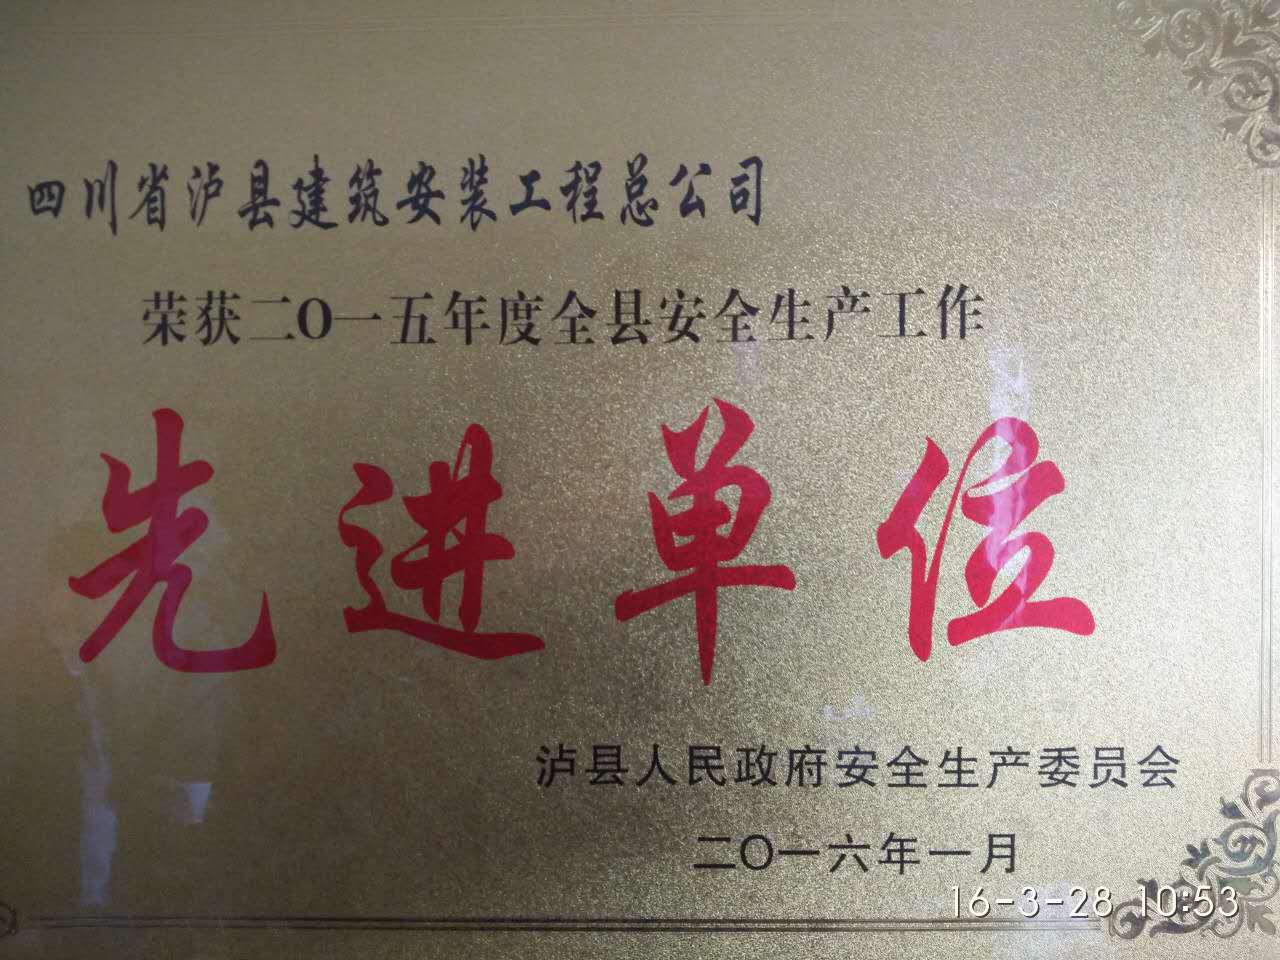 四川省泸县建筑安装工程总公司
荣获二〇一五年度全县安全生产工作
先进单位
泸县人民政府安全生产委员会
二〇一六年一月
16-3-28 10:53